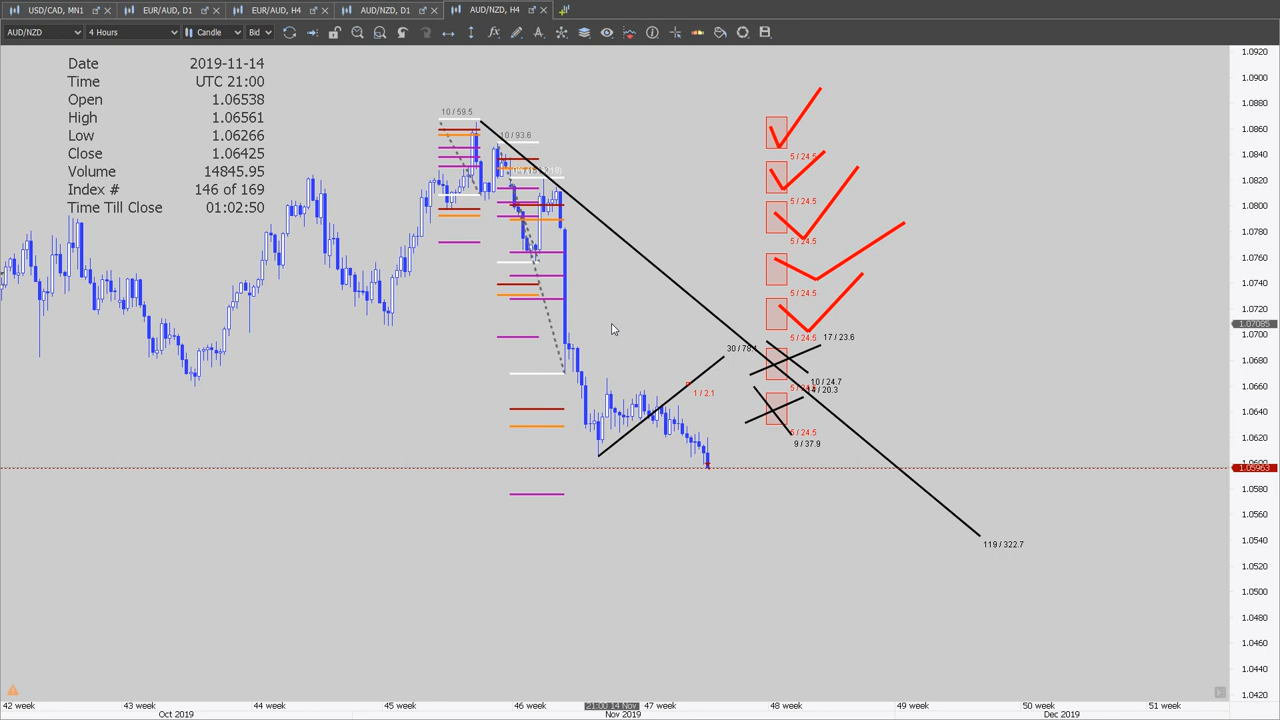 USD/CAD, MN1 EUR/AUD, D1 EUR/AUD, H4 AUD/NZD, D1 AUD/NZD, H4
AUD/NZD 4 Hours Candle Bid
Date 2019-11-14
Time UTC 21:00
Open 1.06538
High 1.06561
Low 1.06266
Close 1.06425
Volume 14845.95
Index # 146 of 169
Time Till Close 01:02:50
10 / 59.5
10 / 93.6
5 / 24.5
5 / 24.5
5 / 24.5
5 / 24.5
5 / 24.5
17 / 23.6
10 / 24.7
1 / 2.1
5 / 24.5
9 / 37.9
119 / 322.7
1.0920
1.0900
1.0880
1.0860
1.0840
1.0820
1.0800
1.0780
1.0760
1.0740
1.07085
1.0700
1.0680
1.0660
1.0640
1.0620
1.05963
1.0580
1.0560
1.0540
1.0520
1.0500
1.0480
1.0460
1.0440
1.0420
42 week 43 week 44 week 45 week 46 week 21:00 14 Nov 47 week 48 week 49 week 50 week 51 week
Oct 2019 Nov 2019 Dec 2019